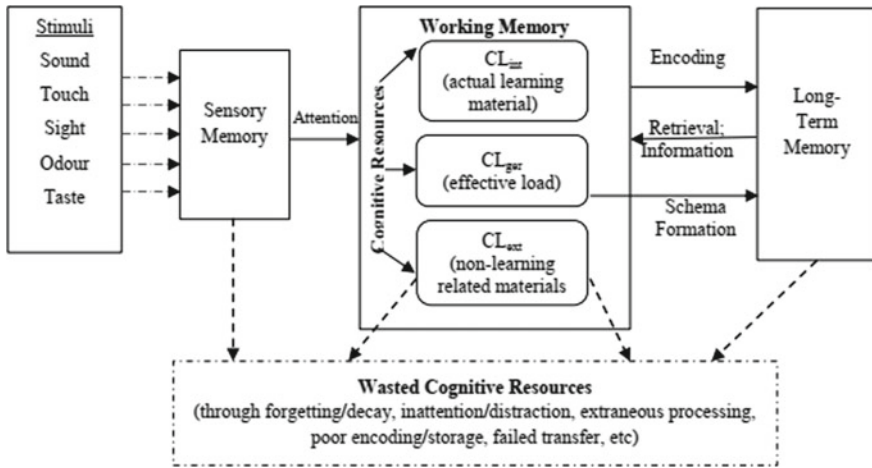 Stimuli
Sound
Touch
Sight
Odour
Taste
Sensory
Memory
Attention
Working Memory
Cognitive Resources
CLint
(actual learning
material)
CLger
(effective load)
CLext
(non-learning
related materials
Encoding
Retrieval;
Information
Schema
Formation
Long-
Term
Memory
Wasted Cognitive Resources
(through forgetting/decay, inattention/distraction, extraneous processing,
poor encoding/storage, failed transfer, etc)